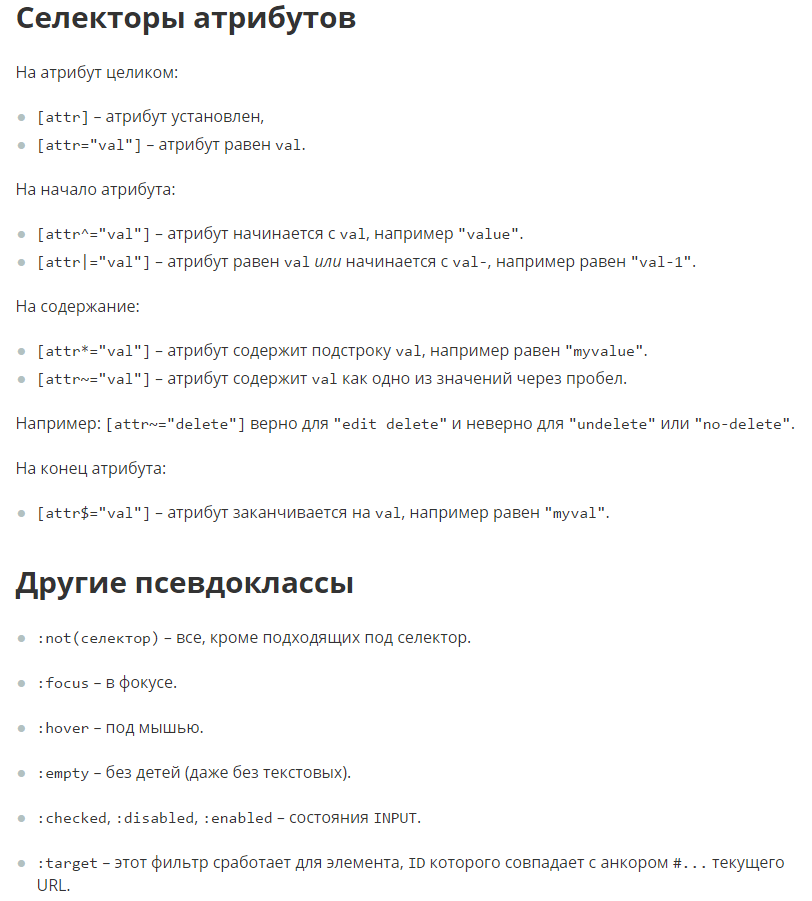 Селекторы атрибутов
На атрибут целиком:
[attr] – атрибут установлен,
[attr="val"] – атрибут равен val.
На начало атрибута:
[attr^="val"] – атрибут начинается с val, например "value".
[attr|="val"] – атрибут равен val или начинается с val-, например равен "val-1".
На содержание:
[attr*="val"] – атрибут содержит подстроку val, например равен "myvalue".
[attr~="val"] – атрибут содержит val как одно из значений через пробел.
Например: [attr~="delete"] верно для "edit delete" и неверно для "undelete" или "no-delete".
На конец атрибута:
[attr$="val"] – атрибут заканчивается на val, например равен "myval".
Другие псевдоклассы
:not(селектор) – все, кроме подходящих под селектор.
:focus – в фокусе.
:hover – под мышью.
:empty – без детей (даже без текстовых).
:checked, :disabled, :enabled – состояния INPUT.
:target – этот фильтр сработает для элемента, ID которого совпадает с анкором #... текущего
URL.